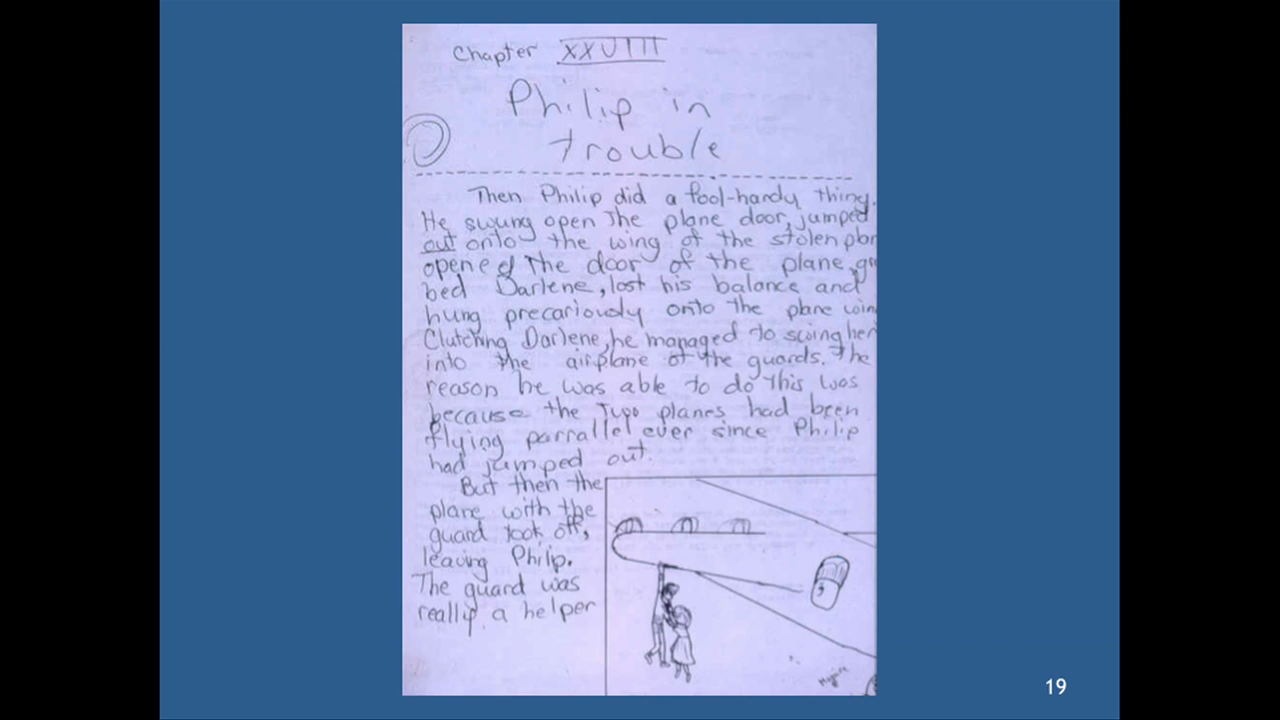 Chapter XXVIII
Philip in
trouble
Then Philip did a fool-hardy thing.
He swung open the plane door, jumped
out onto the wing of the stolen plan
opened the door of the plane, gra
bed Darlene, lost his balance and
hung precariously onto the plane wing
Clutching Darlene, he managed to swing her
into the airplane of the guards. The
reason he was able to do this was
because the two planes had been
flying parrallel ever since Philip
had jumped out.
But then the
plane with the
guard took off,
leaving Philip.
The guard was
really a helper
19